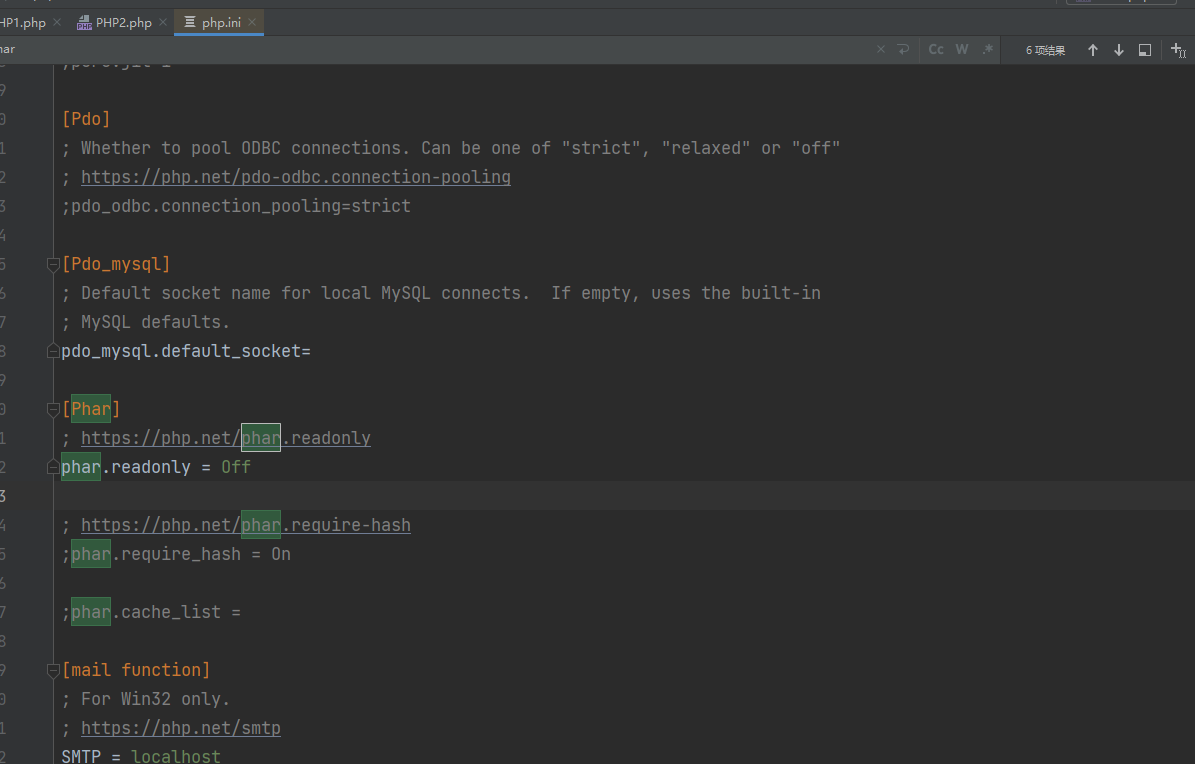 HP1.php
PHP2.php
php.ini
har
Cc W .* 6 项结果
[Pdo]
; Whether to pool ODBC connections. Can be one of "strict", "relaxed" or "off"
; https://php.net/pdo-odbc.connection-pooling
;pdo_odbc.connection_pooling=strict
[Pdo_mysql]
; Default socket name for local MySQL connects.  If empty, uses the built-in
; MySQL defaults.
pdo_mysql.default_socket=
[Phar]
; https://php.net/phar.readonly
phar.readonly = Off
; https://php.net/phar.require-hash
;phar.require_hash = On
;phar.cache_list =
[mail function]
; For Win32 only.
; https://php.net/smtp
SMTP = localhost